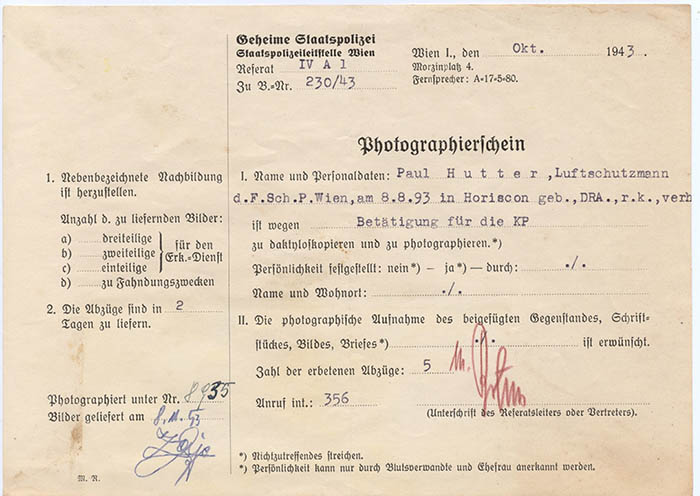 Geheime Staatspolizei
Staatspolizeileitstelle Wien
Referat IV A 1
Zu B.=Nr. 230/43
Wien I., den Okt. 1943.
Morzinplatz 4.
Fernsprecher: A=17=5=80.
Photographierschein
1. Nebenbezeichnete Nachbildung
ist herzustellen.
Anzahl d. zu liefernden Bilder:
a) dreiteilige
b) zweiteilige
c) einteilige
für den
Erk.=Dienst
d) zu Fahndungszwecken
2. Die Abzüge sind in 2
Tagen zu liefern.
Photographiert unter Nr. 8935
Bilder geliefert am
M. R.
I. Name und Personaldaten: Paul Hutter, Luftschutzmann
d.F.Sch.P.Wien, am 8.8.93 in Horiscon geb., DRA., r.k., verh
ist wegen Betätigung für die KP
zu daktyloskopieren und zu photographieren.*)
Persönlichkeit festgestellt: nein*) — ja*) — durch: ./.
Name und Wohnort: ./.
II. Die photographische Aufnahme des beigefügten Gegenstandes, Schrift=
stückes, Bildes, Briefes*) ./. ist erwünscht.
Zahl der erbetenen Abzüge: 5
Anruf int.: 356
(Unterschrift des Referatsleiters oder Vertreters).
*) Nichtzutreffendes streichen.
*) Persönlichkeit kann nur durch Blutsverwandte und Ehefrau anerkannt werden.